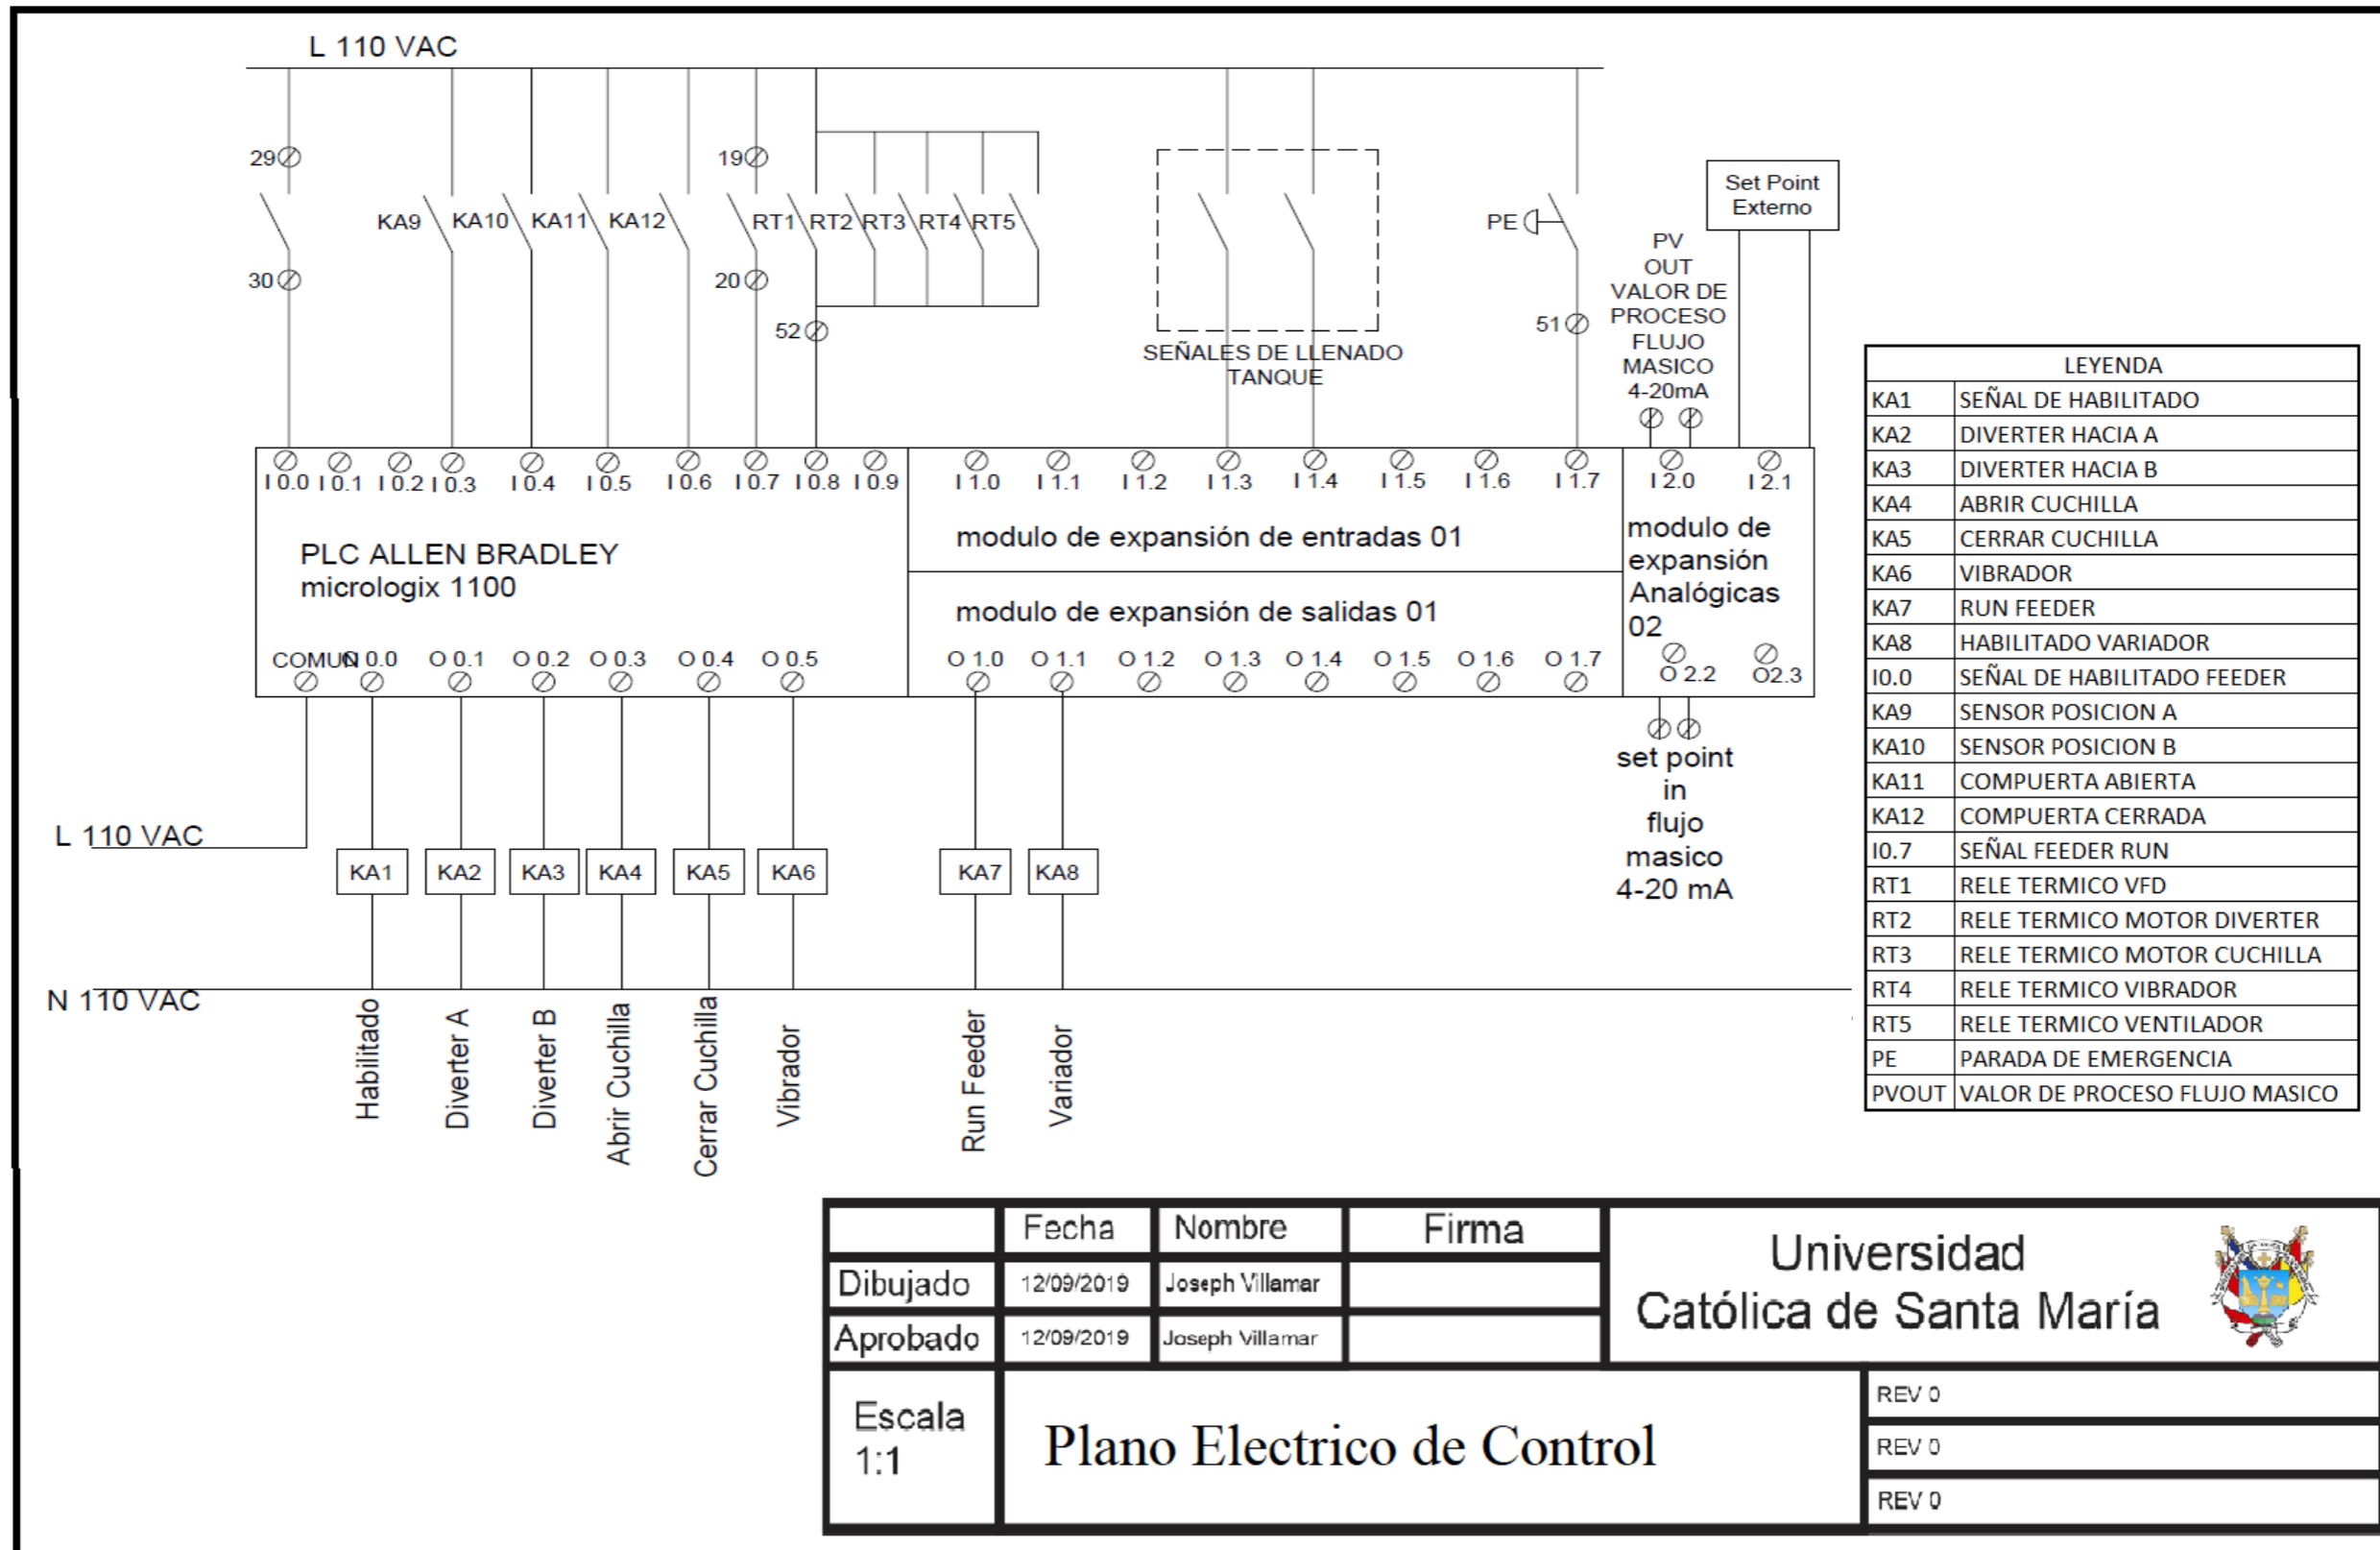 L 110 VAC
29
30
KA9
KA10
KA11
KA12
19
20
RT1
RT2
RT3
RT4
RT5
52
SEÑALES DE LLENADO
TANQUE
PE
51
PV
OUT
VALOR DE
PROCESO
FLUJO
MASICO
4-20mA
Set Point
Externo
I 0.0 I 0.1 I 0.2 I 0.3 I 0.4 I 0.5 I 0.6 I 0.7 I 0.8 I 0.9
I 1.0 I 1.1 I 1.2 I 1.3 I 1.4 I 1.5 I 1.6 I 1.7
I 2.0 I 2.1
PLC ALLEN BRADLEY
micrologix 1100
modulo de expansión de entradas 01
modulo de expansión de salidas 01
modulo de
expansión
Analógicas
02
COMUN O 0.0 O 0.1 O 0.2 O 0.3 O 0.4 O 0.5
O 1.0 O 1.1 O 1.2 O 1.3 O 1.4 O 1.5 O 1.6 O 1.7
O 2.2 O2.3
set point
in
flujo
masico
4-20 mA
L 110 VAC
KA1 KA2 KA3 KA4 KA5 KA6 KA7 KA8
N 110 VAC
Habilitado
Diverter A
Diverter B
Abrir Cuchilla
Cerrar Cuchilla
Vibrador
Run Feeder
Variador
LEYENDA
KA1 SEÑAL DE HABILITADO
KA2 DIVERTER HACIA A
KA3 DIVERTER HACIA B
KA4 ABRIR CUCHILLA
KA5 CERRAR CUCHILLA
KA6 VIBRADOR
KA7 RUN FEEDER
KA8 HABILITADO VARIADOR
I0.0 SEÑAL DE HABILITADO FEEDER
KA9 SENSOR POSICION A
KA10 SENSOR POSICION B
KA11 COMPUERTA ABIERTA
KA12 COMPUERTA CERRADA
I0.7 SEÑAL FEEDER RUN
RT1 RELE TERMICO VFD
RT2 RELE TERMICO MOTOR DIVERTER
RT3 RELE TERMICO MOTOR CUCHILLA
RT4 RELE TERMICO VIBRADOR
RT5 RELE TERMICO VENTILADOR
PE PARADA DE EMERGENCIA
PVOUT VALOR DE PROCESO FLUJO MASICO
Fecha Nombre Firma
Dibujado 12/09/2019 Joseph Villamar
Aprobado 12/09/2019 Joseph Villamar
Universidad
Católica de Santa María
Escala
1:1
Plano Electrico de Control
REV 0
REV 0
REV 0